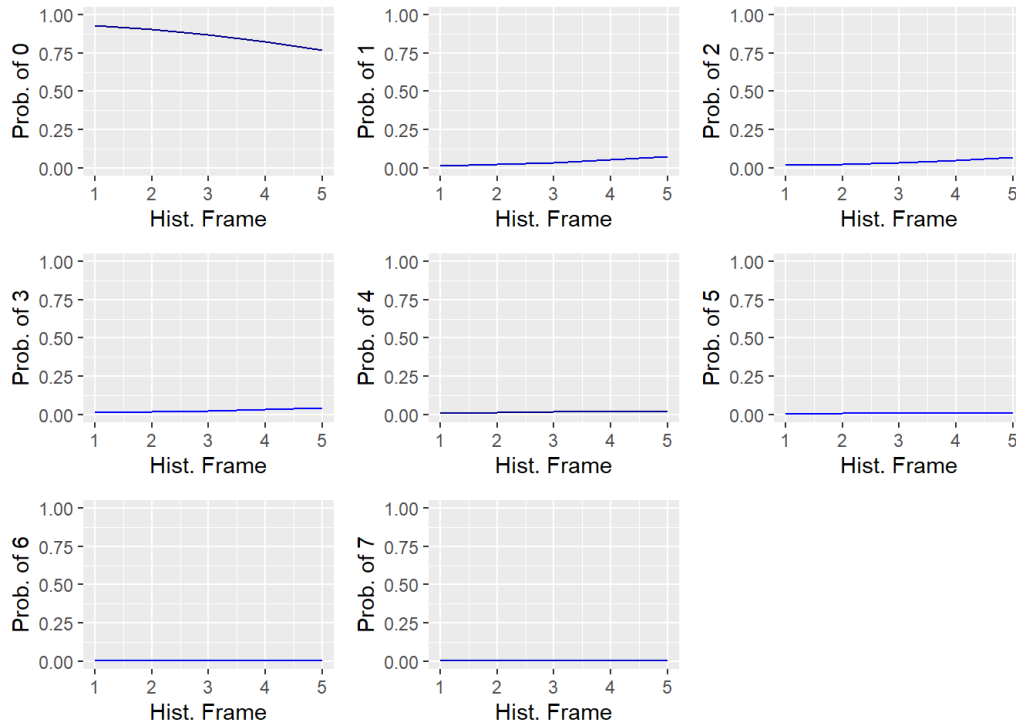 Prob. of 0
1.00
0.75
0.50
0.25
0.00
1 2 3 4 5
Hist. Frame
Prob. of 1
1.00
0.75
0.50
0.25
0.00
1 2 3 4 5
Hist. Frame
Prob. of 2
1.00
0.75
0.50
0.25
0.00
1 2 3 4 5
Hist. Frame
Prob. of 3
1.00
0.75
0.50
0.25
0.00
1 2 3 4 5
Hist. Frame
Prob. of 4
1.00
0.75
0.50
0.25
0.00
1 2 3 4 5
Hist. Frame
Prob. of 5
1.00
0.75
0.50
0.25
0.00
1 2 3 4 5
Hist. Frame
Prob. of 6
1.00
0.75
0.50
0.25
0.00
1 2 3 4 5
Hist. Frame
Prob. of 7
1.00
0.75
0.50
0.25
0.00
1 2 3 4 5
Hist. Frame